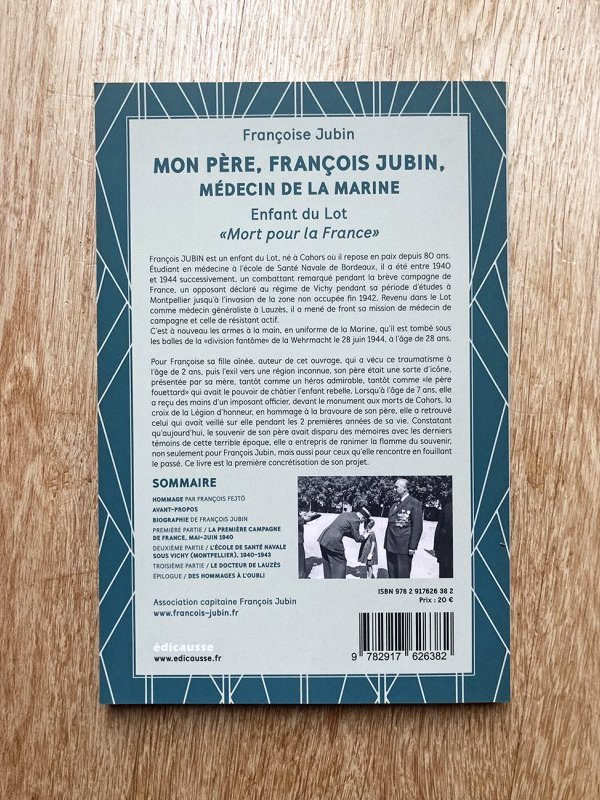 Françoise Jubin
MON PÈRE, FRANÇOIS JUBIN,
MÉDECIN DE LA MARINE
Enfant du Lot
«Mort pour la France»
François JUBIN est un enfant du Lot, né à Cahors où il repose en paix depuis 80 ans.
Étudiant en médecine à l'école de Santé Navale de Bordeaux, il a été entre 1940
et 1944 successivement, un combattant remarqué pendant la brève campagne de
France, un opposant déclaré au régime de Vichy pendant sa période d'études à
Montpellier jusqu'à l'invasion de la zone non occupée fin 1942. Revenu dans le Lot
comme médecin généraliste à Lauzès, il a mené de front sa mission de médecin de
campagne et celle de résistant actif.
C'est à nouveau les armes à la main, en uniforme de la Marine, qu'il est tombé sous
les balles de la «division fantôme» de la Wehrmacht le 28 juin 1944, à l'âge de 28 ans.
Pour Françoise sa fille aînée, auteur de cet ouvrage, qui a vécu ce traumatisme à
l'âge de 2 ans, puis l'exil vers une région inconnue, son père était une sorte d'icône,
présentée par sa mère, tantôt comme un héros admirable, tantôt comme «le père
fouettard» qui avait le pouvoir de châtier l'enfant rebelle. Lorsqu'à l'âge de 7 ans, elle
a reçu des mains d'un imposant officier, devant le monument aux morts de Cahors, la
croix de la Légion d'honneur, en hommage à la bravoure de son père, elle a retrouvé
celui qui avait veillé sur elle pendant les 2 premières années de sa vie. Constatant
qu'aujourd'hui, le souvenir de son père avait disparu des mémoires avec les derniers
témoins de cette terrible époque, elle a entrepris de ranimer la flamme du souvenir,
non seulement pour François Jubin, mais aussi pour ceux qu'elle rencontre en fouillant
le passé. Ce livre est la première concrétisation de son projet.
SOMMAIRE
HOMMAGE PAR FRANÇOIS FEJTÖ
AVANT-PROPOS
BIOGRAPHIE DE FRANÇOIS JUBIN
PREMIÈRE PARTIE / LA PREMIÈRE CAMPAGNE
DE FRANCE, MAI-JUIN 1940
DEUXIÈME PARTIE / L'ÉCOLE DE SANTÉ NAVALE
SOUS VICHY (MONTPELLIER), 1940-1943
TROISIÈME PARTIE / LE DOCTEUR DE LAUZÈS
ÉPILOGUE / DES HOMMAGES À L'OUBLI
Association capitaine François Jubin
www.francois-jubin.fr
ISBN 978 2 917626 38 2
Prix : 20 €
9 782917 626382
édicausse
www.edicausse.fr